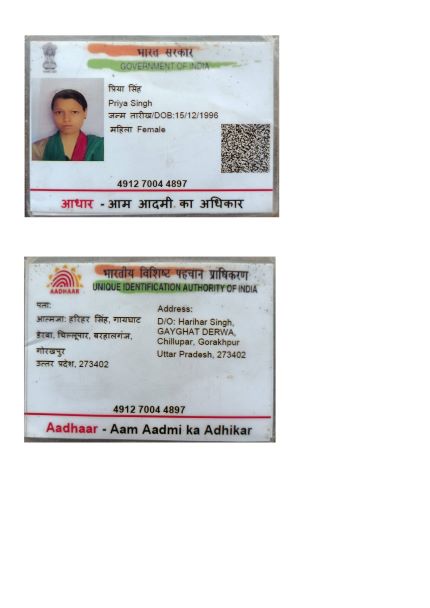 भारत सरकार
GOVERNMENT OF INDIA
प्रिया सिंह
Priya Singh
जन्म तारीख/DOB:15/12/1996
महिला Female
4912 7004 4897
आधार - आम आदमी का अधिकार
भारतीय विशिष्ट पहचान प्राधिकरण
AADHAAR
UNIQUE IDENTIFICATION AUTHORITY OF INDIA
पता:
आत्मजा: हरिहर सिंह, गायघाट
डेरवा, चिल्लूपार, बरहालगंज,
गोरखपुर
उत्तर प्रदेश, 273402
Address:
D/O: Harihar Singh,
GAYGHAT DERWA,
Chillupar, Gorakhpur
Uttar Pradesh, 273402
4912 7004 4897
Aadhaar - Aam Aadmi ka Adhikar